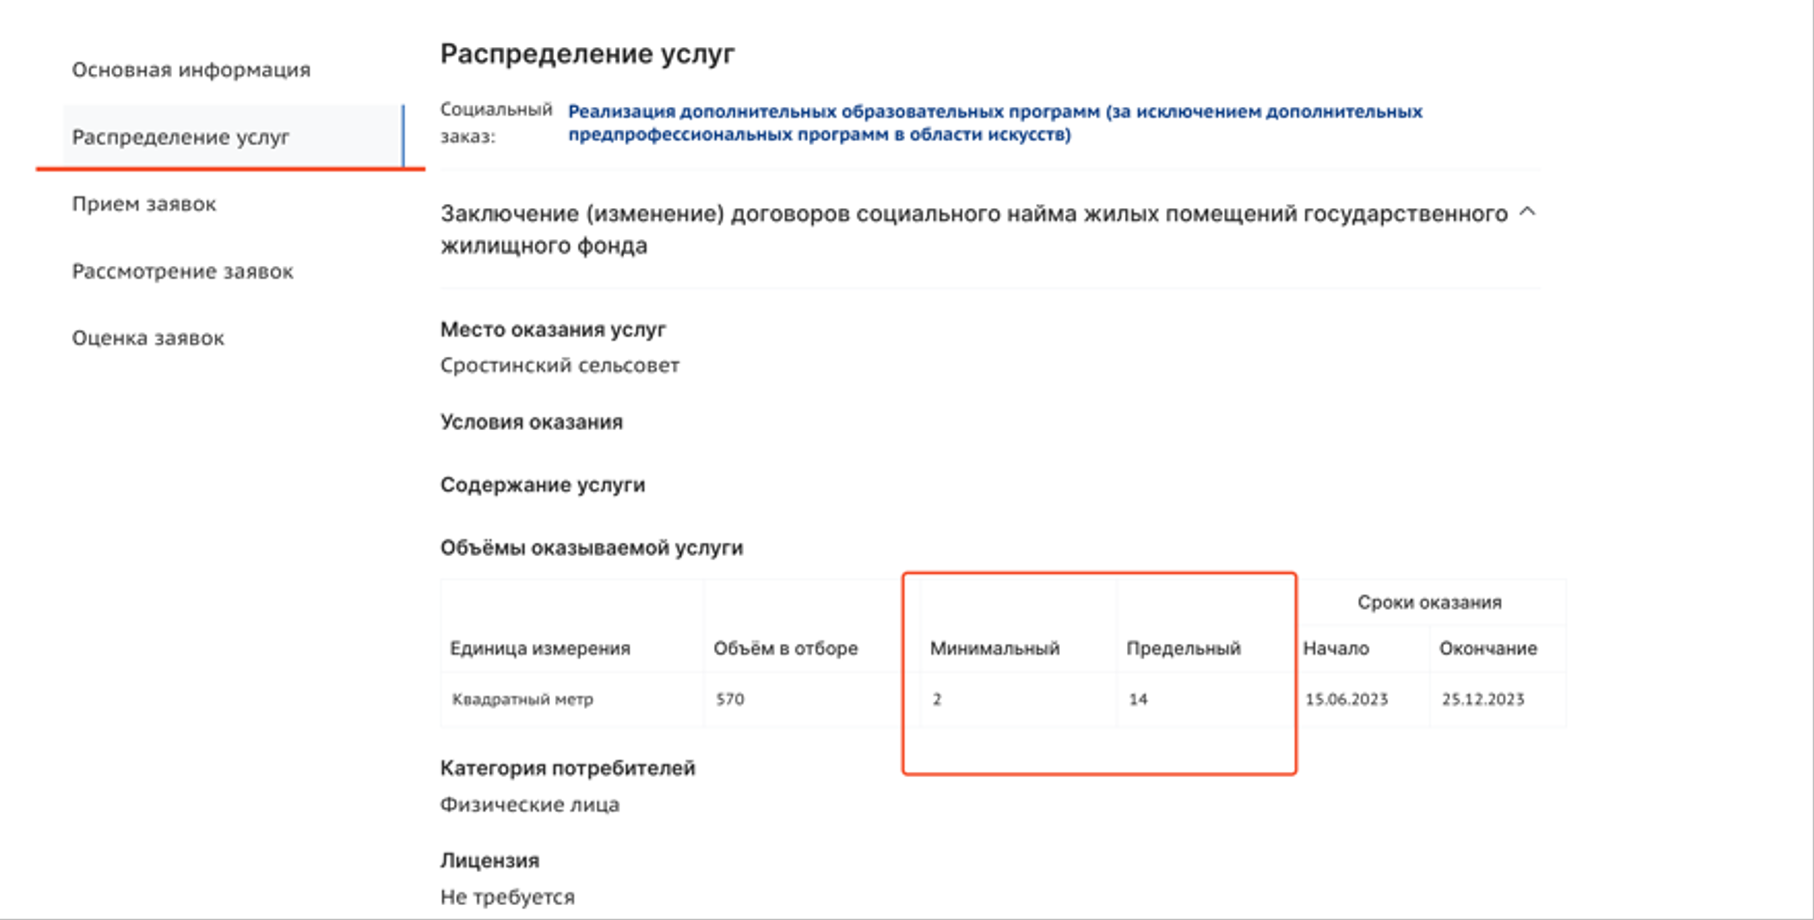 Основная информация
Распределение услуг
Прием заявок
Рассмотрение заявок
Оценка заявок
Распределение услуг
Социальный заказ:
Реализация дополнительных образовательных программ (за исключением дополнительных
предпрофессиональных программ в области искусств)
Заключение (изменение) договоров социального найма жилых помещений государственного
жилищного фонда
Место оказания услуг
Сростинский сельсовет
Условия оказания
Содержание услуги
Объёмы оказываемой услуги
Сроки оказания
Единица измерения Объём в отборе Минимальный Предельный Начало Окончание
Квадратный метр 570 2 14 15.06.2023 25.12.2023
Категория потребителей
Физические лица
Лицензия
Не требуется